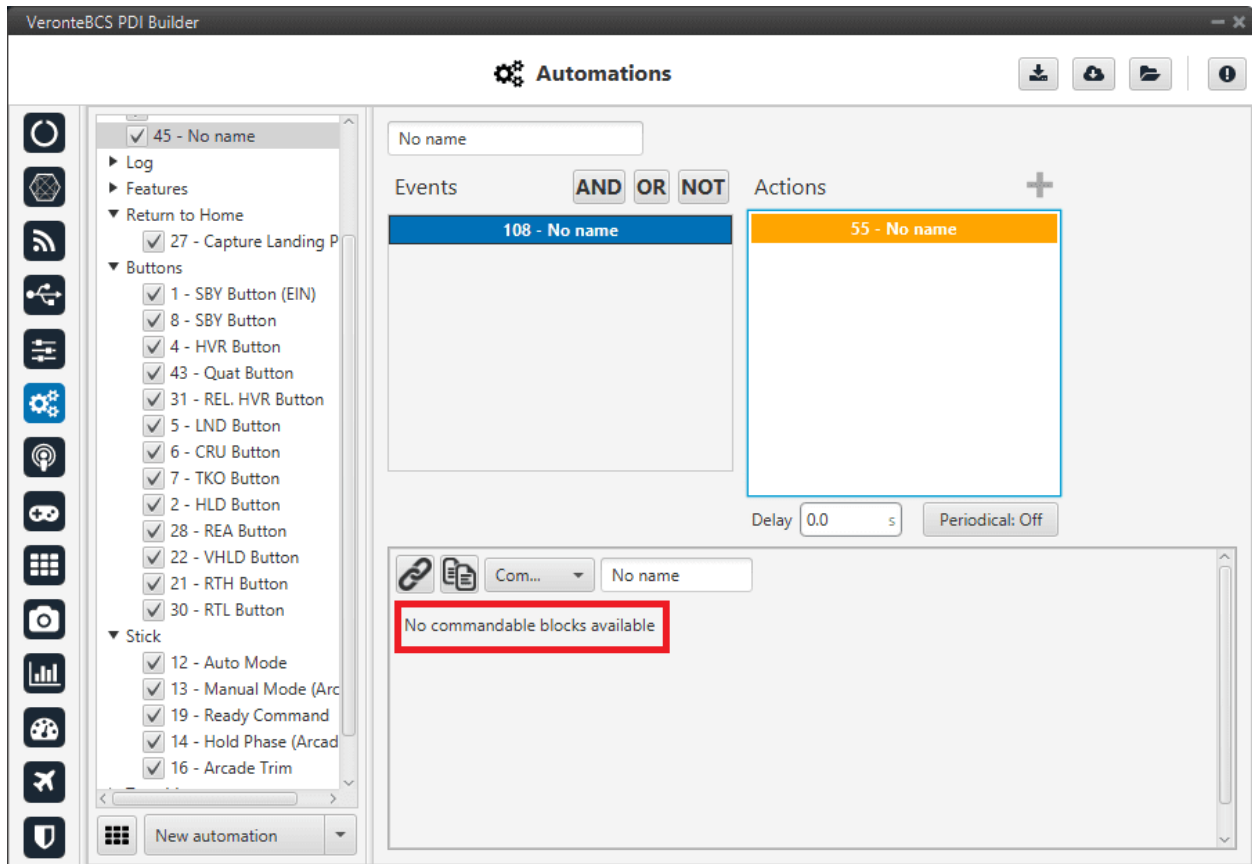 VeronteBCS PDI Builder
Automations
45 - No name
Log
Features
Return to Home
27 - Capture Landing P
Buttons
1 - SBY Button (EIN)
8 - SBY Button
4 - HVR Button
43 - Quat Button
31 - REL. HVR Button
5 - LND Button
6 - CRU Button
7 - TKO Button
2 - HLD Button
28 - REA Button
22 - VHLD Button
21 - RTH Button
30 - RTL Button
Stick
12 - Auto Mode
13 - Manual Mode (Arc
19 - Ready Command
14 - Hold Phase (Arcad
16 - Arcade Trim
New automation
No name
Events AND OR NOT Actions
108 - No name
55 - No name
Delay 0.0 s Periodical: Off
Com... No name
No commandable blocks available